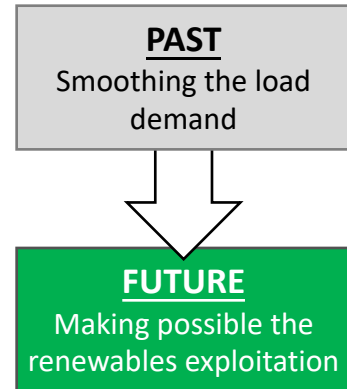 PAST
Smoothing the load
demand
FUTURE
Making possible the
renewables exploitation